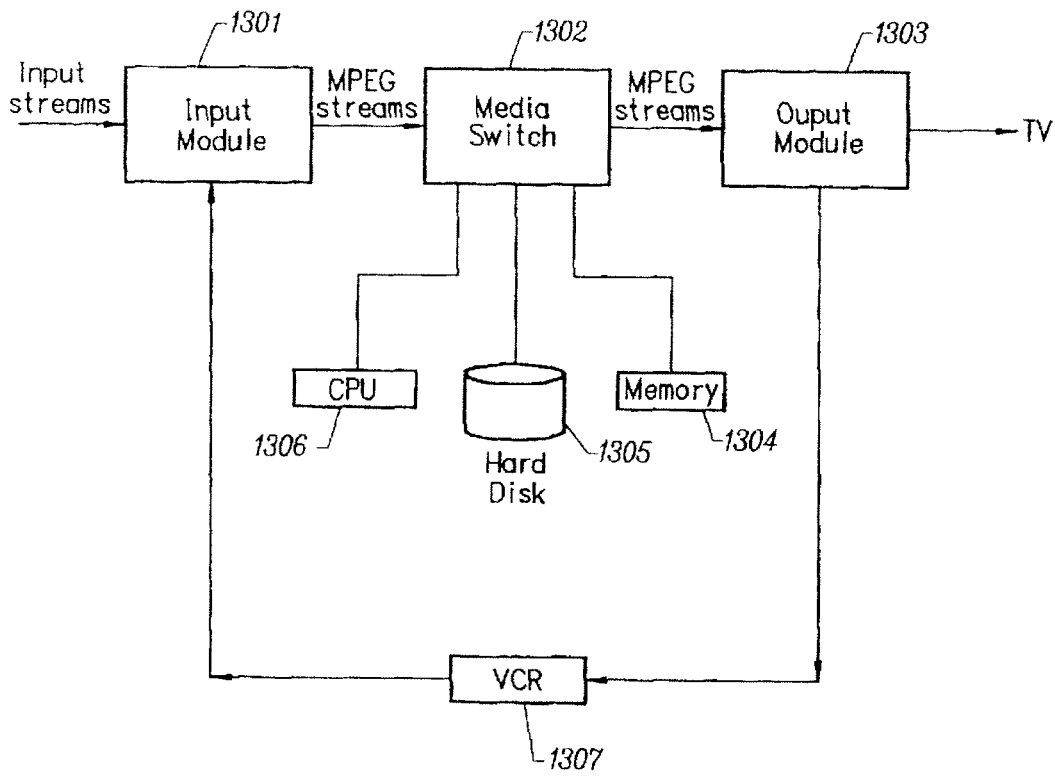 1301
1302
1303
Input
streams
Input
Module
MPEG
streams
Media
Switch
MPEG
streams
Ouput
Module
TV
CPU
1306
Hard
Disk
1305
Memory
1304
VCR
1307